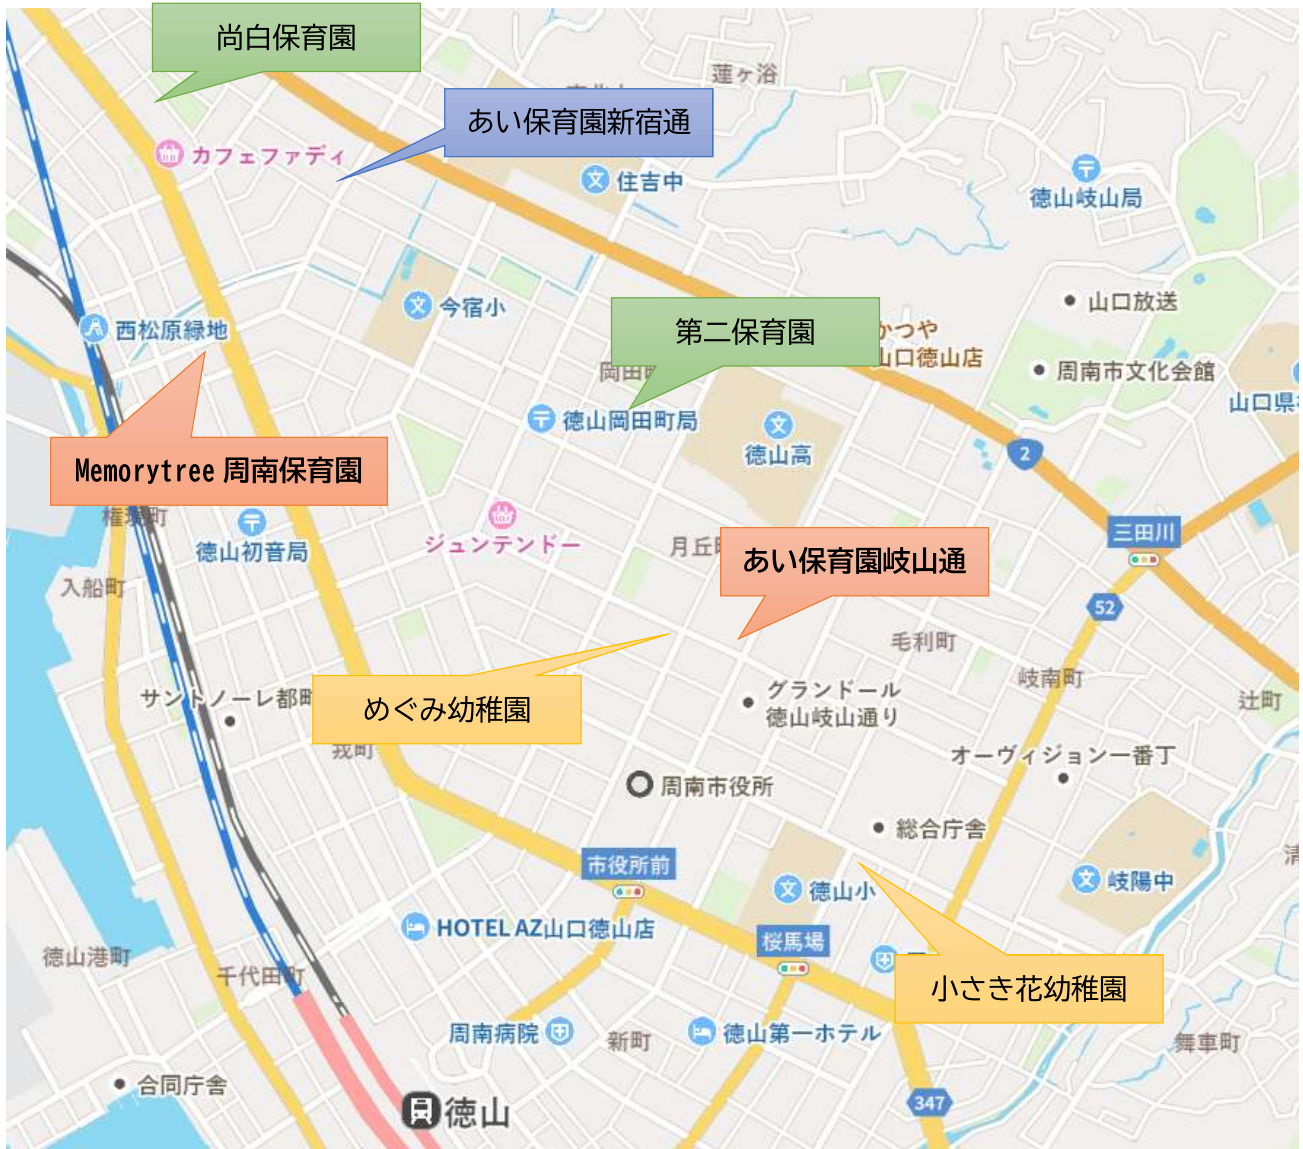 尚白保育園
蓮ヶ浴
あい保育園新宿通
カフェファディ
住吉中
徳山岐山局
今宿小
山口放送
西松原緑地
第二保育園
かつや
山口徳山店
岡田町
周南市文化会館
山口県
徳山岡田町局
徳山高
2
Memorytree 周南保育園
権現町
徳山初音局
ジュンテンドー
月丘町
三田川
あい保育園岐山通
入船町
52
毛利町
岐南町
サントノーレ都町
めぐみ幼稚園
グランドール
徳山岐山通り
辻町
オーヴィジョン一番丁
周南市役所
総合庁舎
市役所前
徳山小
岐陽中
清
HOTEL AZ山口徳山店
桜馬場
徳山港町
千代田町
小さき花幼稚園
周南病院
新町
徳山第一ホテル
舞車町
合同庁舎
徳山
347